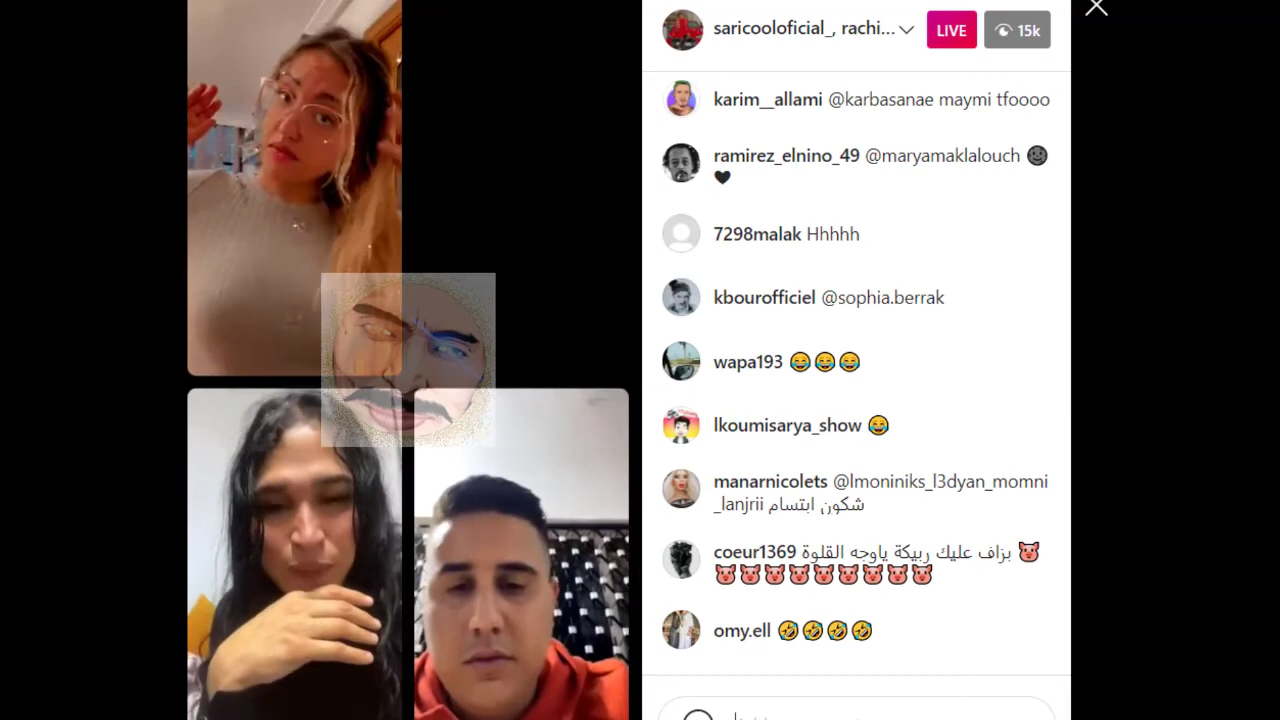 saricooloficial_, rachi... LIVE 15k
karim__allami @karbasanae maymi tfoooo
ramirez_elnino_49 @maryamaklalouch
7298malak Hhhhh
kbourofficiel @sophia.berrak
wapa193 😂😂😂
lkoumisarya_show 😂
manarnicolets @lmoniniks_l3dyan_momni
_lanjrii شكون ابتسام
coeur1369 بزاف عليك ربيكة ياوجه القلوة 🐷
🐷🐷🐷🐷🐷🐷🐷🐷🐷
omy.ell 🤣🤣🤣🤣